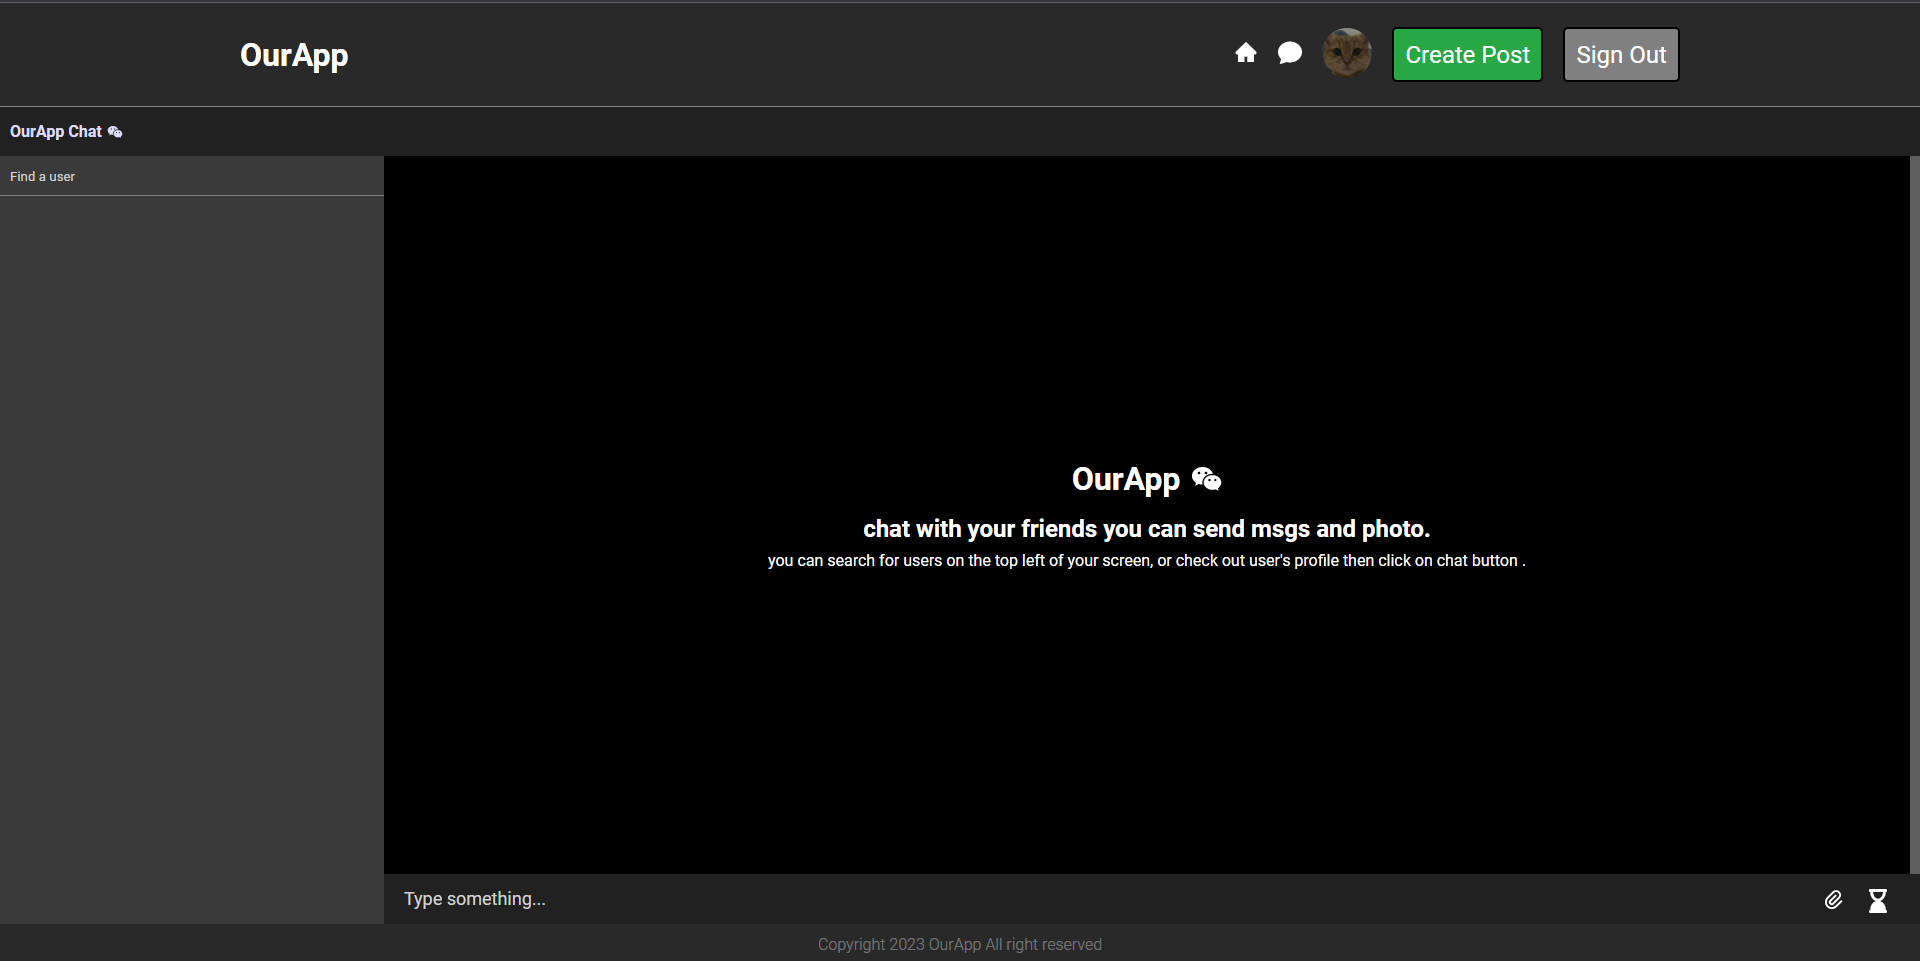 OurApp
Create Post
Sign Out
OurApp Chat
Find a user
OurApp
chat with your friends you can send msgs and photo.
you can search for users on the top left of your screen, or check out user's profile then click on chat button .
Type something...
Copyright 2023 OurApp All right reserved